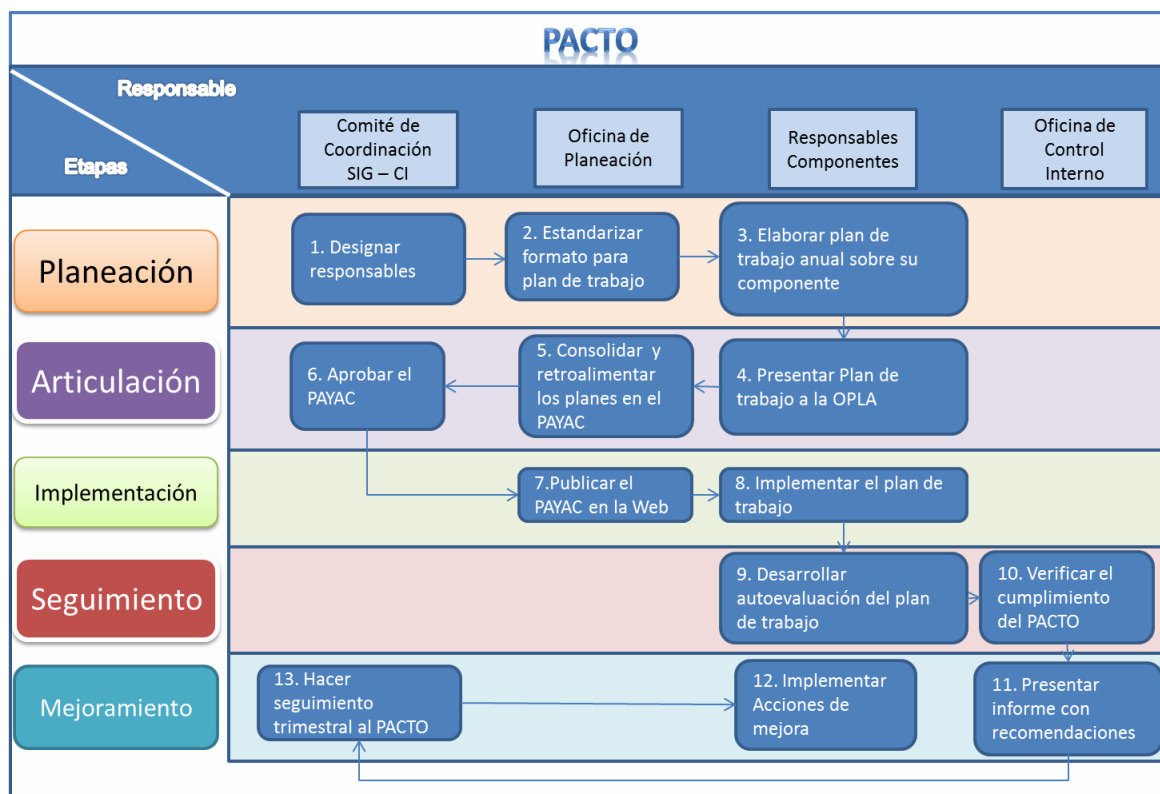 PACTO
Responsable
Etapas
Comité de
Coordinación
SIG – CI
Oficina de
Planeación
Responsables
Componentes
Oficina de
Control
Interno
Planeación
1. Designar
responsables
2. Estandarizar
formato para
plan de trabajo
3. Elaborar plan de
trabajo anual sobre su
componente
Articulación
6. Aprobar el
PAYAC
5. Consolidar y
retroalimentar
los planes en el
PAYAC
4. Presentar Plan de
trabajo a la OPLA
Implementación
7.Publicar el
PAYAC en la Web
8. Implementar el plan de
trabajo
Seguimiento
9. Desarrollar
autoevaluación del plan
de trabajo
10. Verificar el
cumplimiento
del PACTO
Mejoramiento
13. Hacer
seguimiento
trimestral al PACTO
12. Implementar
Acciones de
mejora
11. Presentar
informe con
recomendaciones